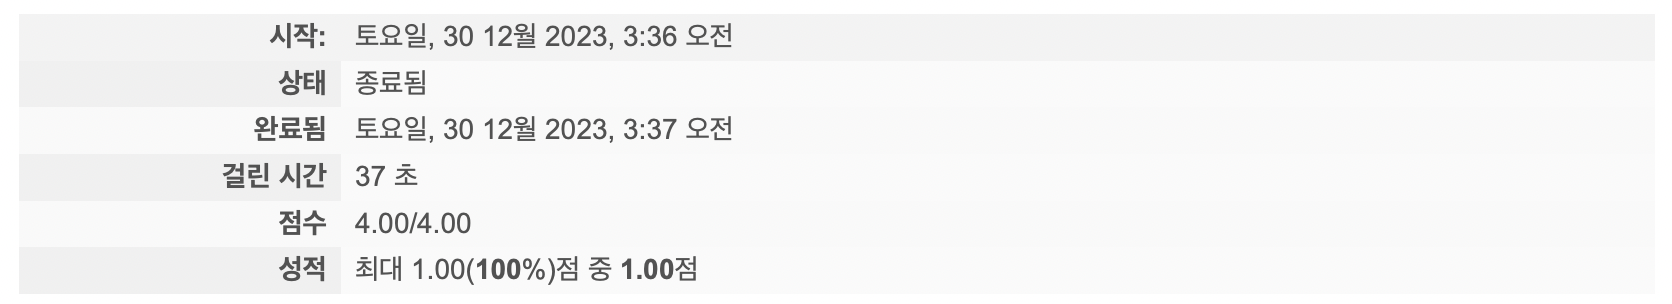 시작: 토요일, 30 12월 2023, 3:36 오전
상태 종료됨
완료됨 토요일, 30 12월 2023, 3:37 오전
걸린 시간 37 초
점수 4.00/4.00
성적 최대 1.00(100%)점 중 1.00점